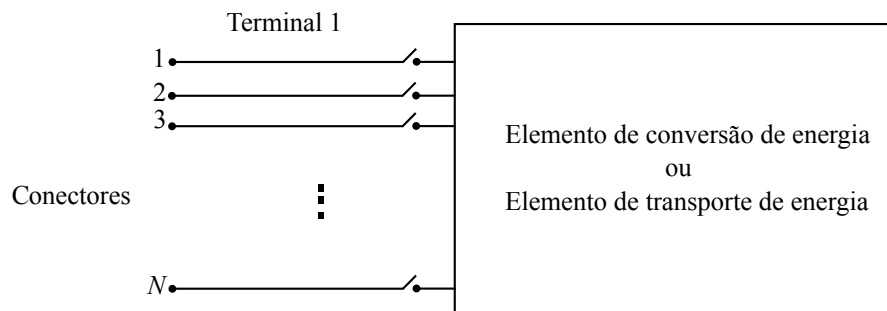 Terminal 1
1
2
3
Conectores
N
Elemento de conversão de energia
ou
Elemento de transporte de energia